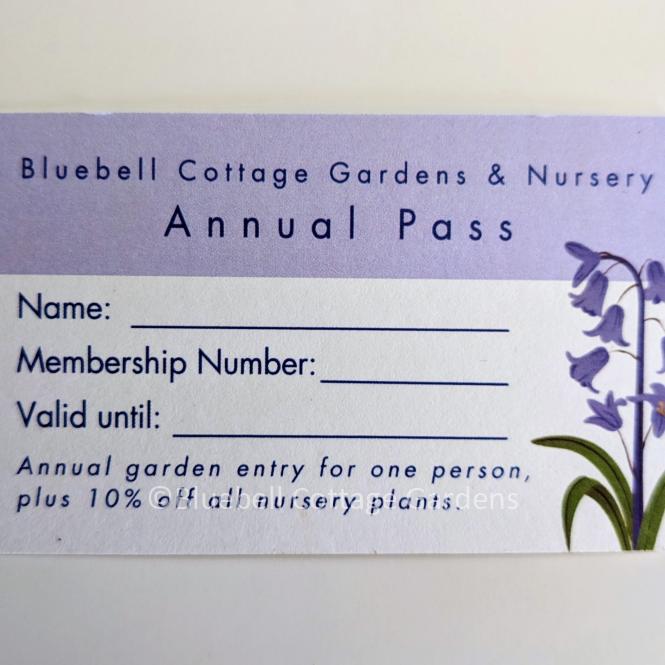 Bluebell Cottage Gardens & Nursery
Annual Pass
Name:
Membership Number:
Valid until:
Annual garden entry for one person,
plus 10% off all nursery plants.
©Bluebell Cottage Gardens